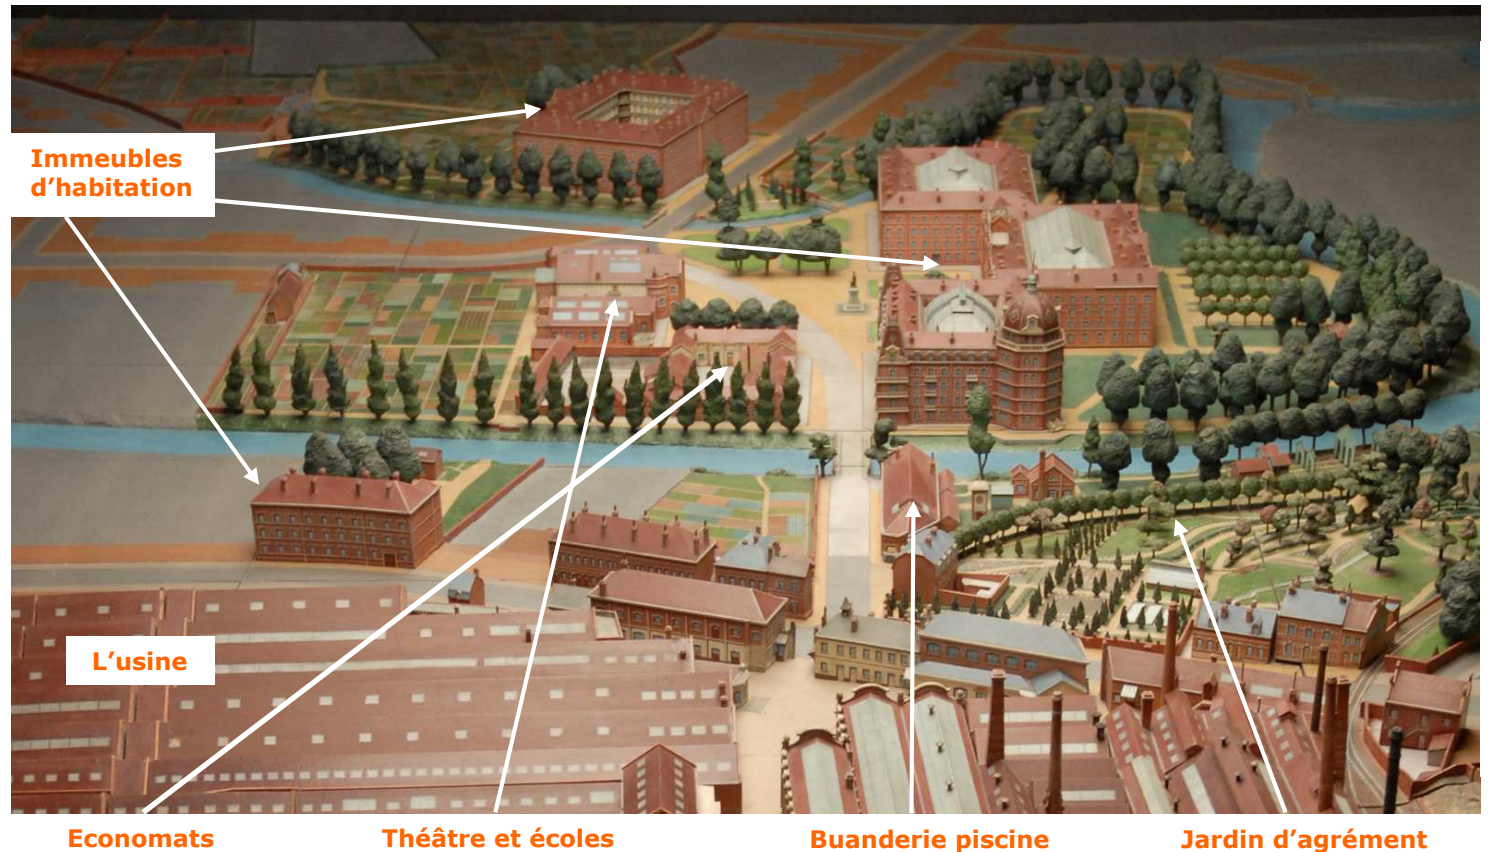 Immeubles
d’habitation
L’usine
Economats
Théâtre et écoles
Buanderie piscine
Jardin d’agrément